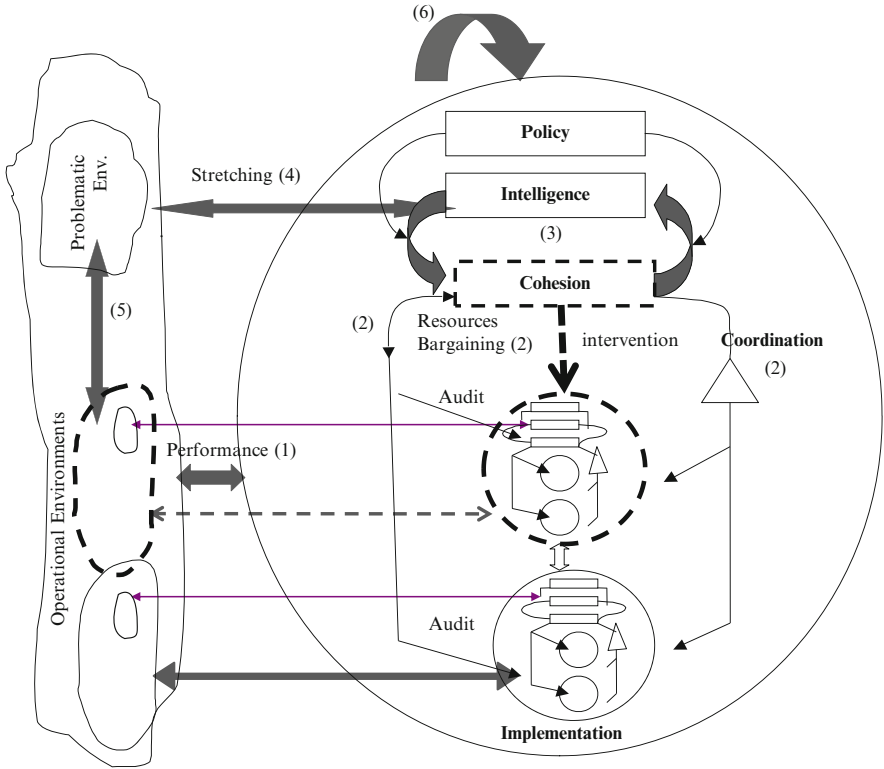 (6)
Policy
Problematic
Env.
Stretching (4)
Intelligence
(3)
Cohesion
(5)
(2)
Resources
Bargaining (2)
intervention
Coordination
(2)
Audit
Operational Environments
Performance (1)
Audit
Implementation